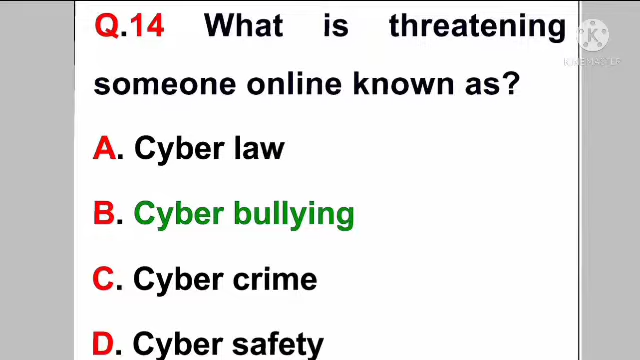 Q.14 What is threatening
someone online known as?
A. Cyber law
B. Cyber bullying
C. Cyber crime
D. Cyber safety